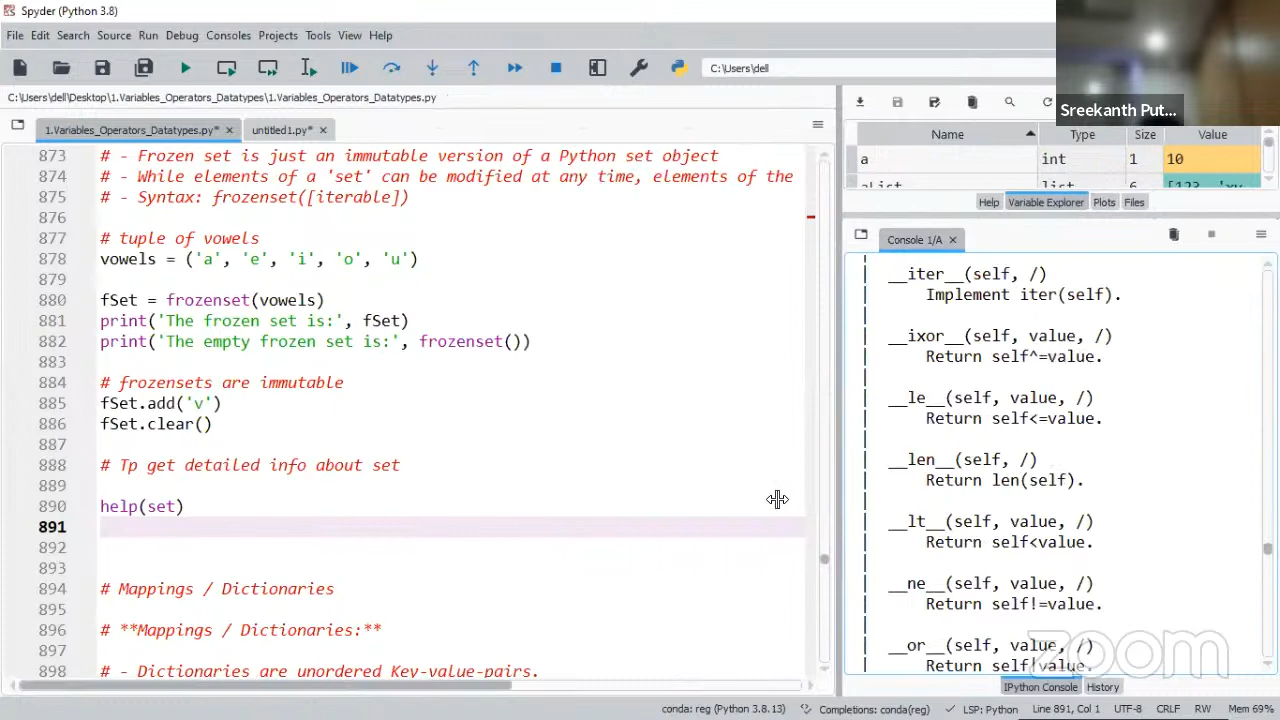 Spyder (Python 3.8)
File Edit Search Source Run Debug Consoles Projects Tools View Help
C:\Users\dell
Sreekanth Put...
C:\Users\dell\Desktop\1.Variables_Operators_Datatypes\1.Variables_Operators_Datatypes.py
1.Variables_Operators_Datatypes.py* untitled1.py*
873 # - Frozen set is just an immutable version of a Python set object
874 # - While elements of a 'set' can be modified at any time, elements of the
875 # - Syntax: frozenset([iterable])
876
877 # tuple of vowels
878 vowels = ('a', 'e', 'i', 'o', 'u')
879
880 fSet = frozenset(vowels)
881 print('The frozen set is:', fSet)
882 print('The empty frozen set is:', frozenset())
883
884 # frozensets are immutable
885 fSet.add('v')
886 fSet.clear()
887
888 # Tp get detailed info about set
889
890 help(set)
891
892
893
894 # Mappings / Dictionaries
895
896 # **Mappings / Dictionaries:**
897
898 # - Dictionaries are unordered Key-value-pairs.
Name Type Size Value
a int 1 10
Help Variable Explorer Plots Files
Console 1/A
__iter__(self, /)
Implement iter(self).
__ixor__(self, value, /)
Return self^=value.
__le__(self, value, /)
Return self<=value.
__len__(self, /)
Return len(self).
__lt__(self, value, /)
Return self<value.
__ne__(self, value, /)
Return self!=value.
__or__(self, value, /)
Return self|value.
zoom
IPython Console History
conda: reg (Python 3.8.13) Completions: conda(reg) LSP: Python Line 891, Col 1 UTF-8 CRLF RW Mem 69%